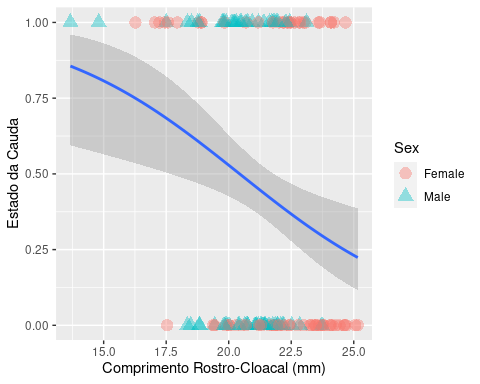 1.00
0.75
0.50
0.25
0.00
Estado da Cauda
15.0 17.5 20.0 22.5 25.0
Comprimento Rostro-Cloacal (mm)
Sex
Female
Male